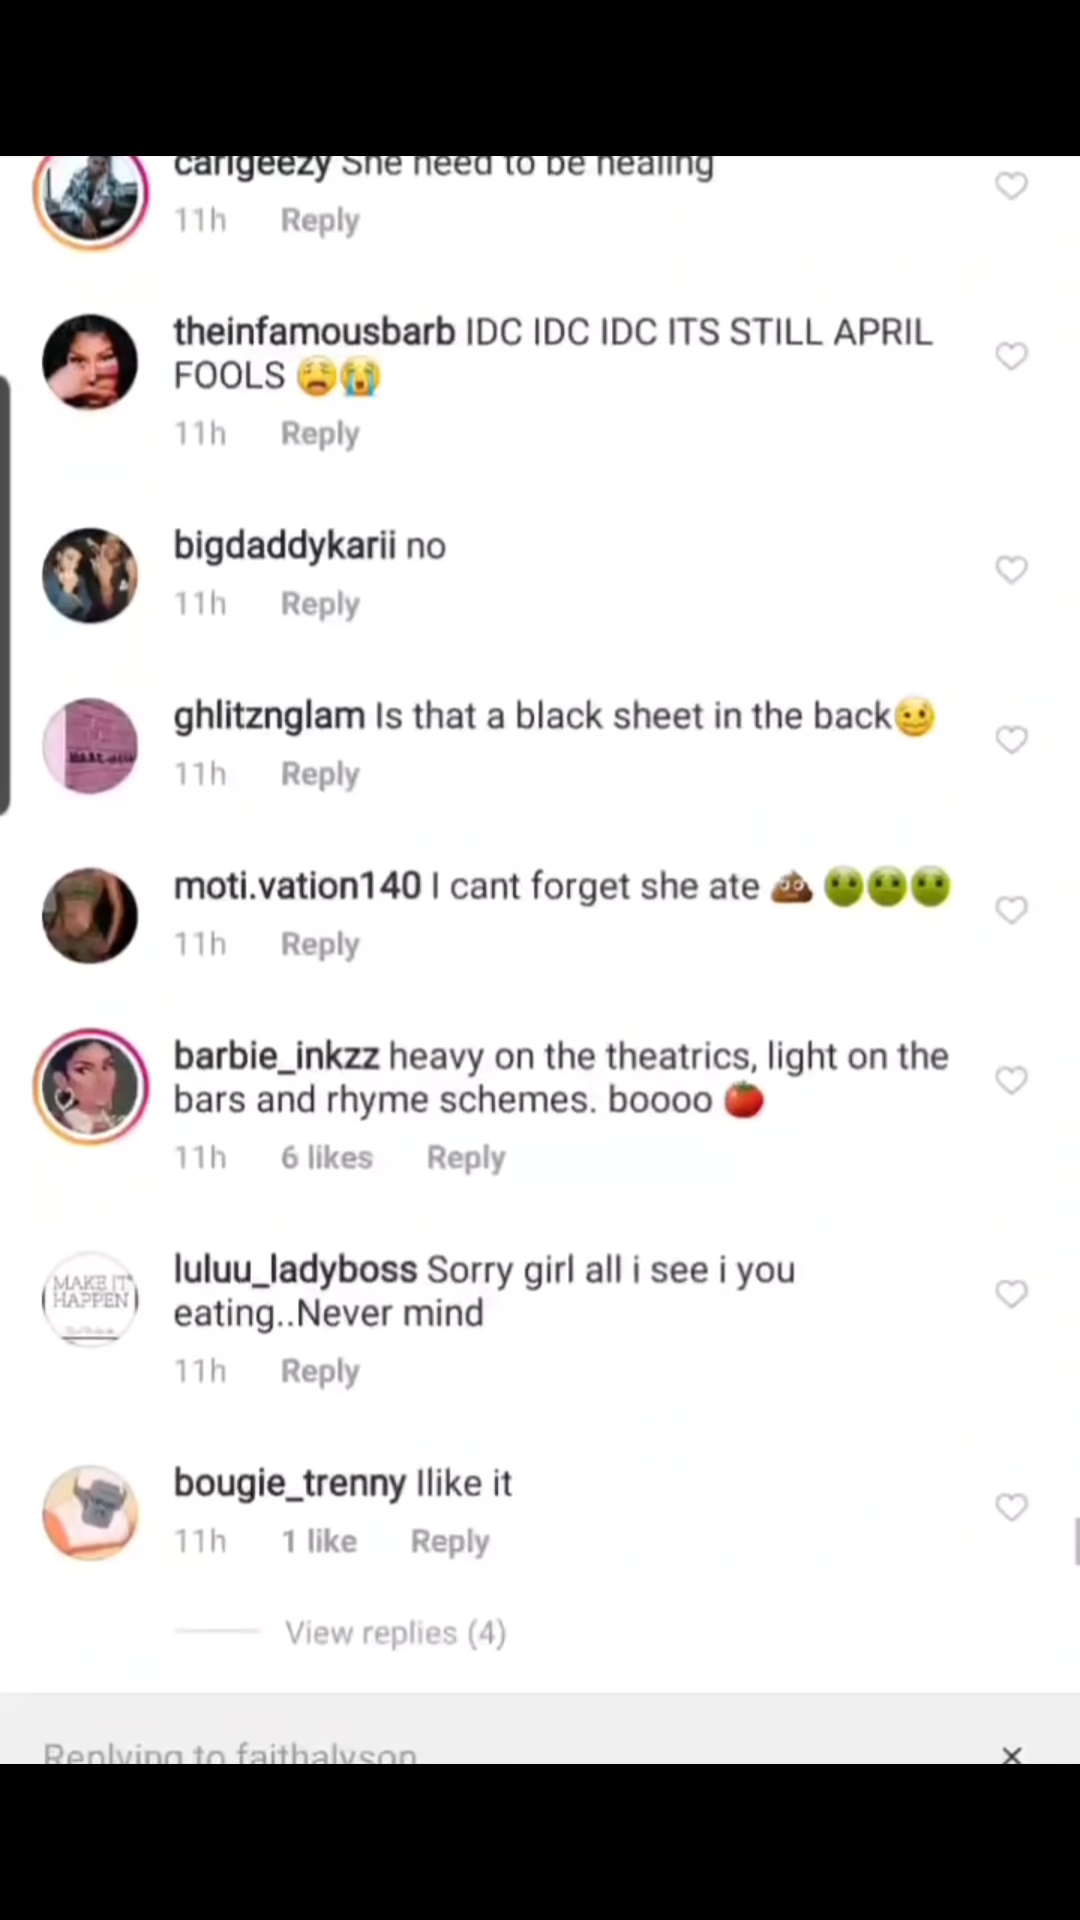 carigeezy She need to be healing
11h Reply
theinfamousbarb IDC IDC IDC ITS STILL APRIL
FOOLS 😩😭
11h Reply
bigdaddykarii no
11h Reply
ghlitznglam Is that a black sheet in the back🥴
11h Reply
moti.vation140 I cant forget she ate 💩 🤢🤢🤢
11h Reply
barbie_inkzz heavy on the theatrics, light on the
bars and rhyme schemes. boooo 🍅
11h 6 likes Reply
MAKE IT
HAPPEN
luluu_ladyboss Sorry girl all i see i you
eating..Never mind
11h Reply
bougie_trenny Ilike it
11h 1 like Reply
View replies (4)
Replying to faithalyson